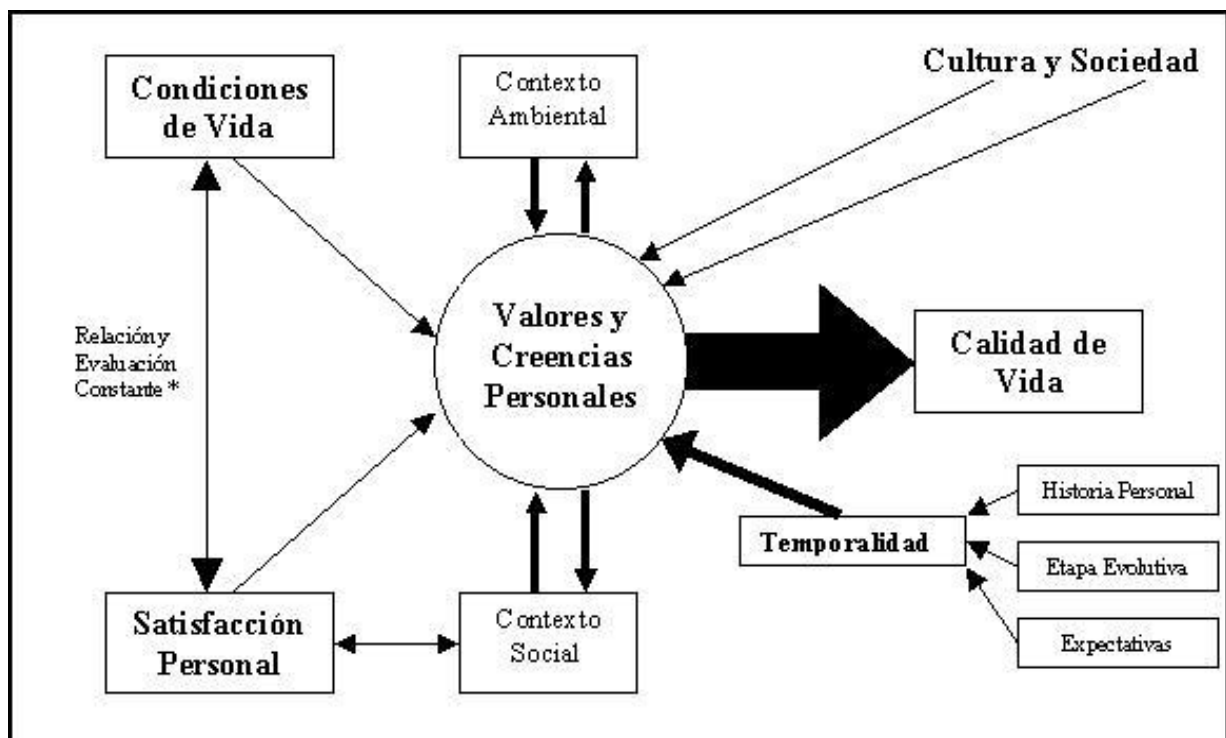 Condiciones
de Vida
Contexto
Ambiental
Cultura y Sociedad
Relación y
Evaluación
Constante *
Valores y
Creencias
Personales
Calidad de
Vida
Historia Personal
Temporalidad
Etapa Evolutiva
Expectativas
Satisfacción
Personal
Contexto
Social